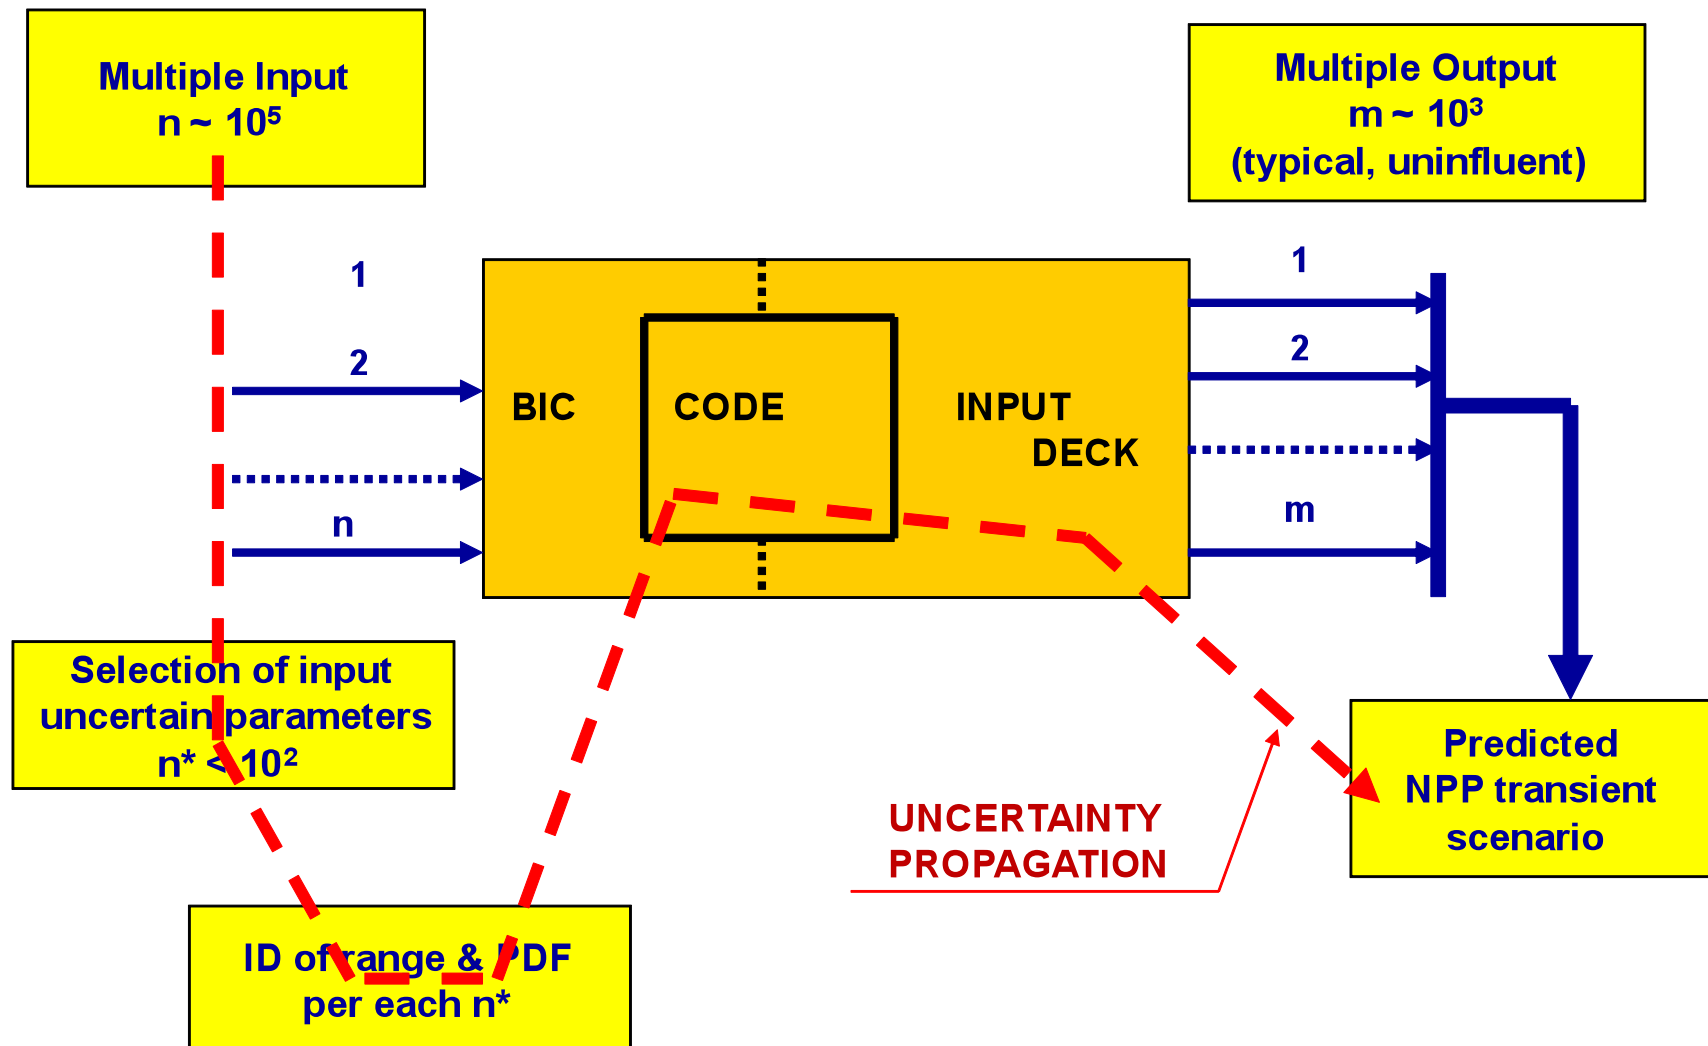 Multiple Input
n ~ 10⁵
Multiple Output
m ~ 10³
(typical, uninfluent)
1
2
n
BIC
CODE
INPUT
DECK
1
2
m
Selection of input
uncertain parameters
n* < 10²
ID of range & PDF
per each n*
UNCERTAINTY
PROPAGATION
Predicted
NPP transient
scenario